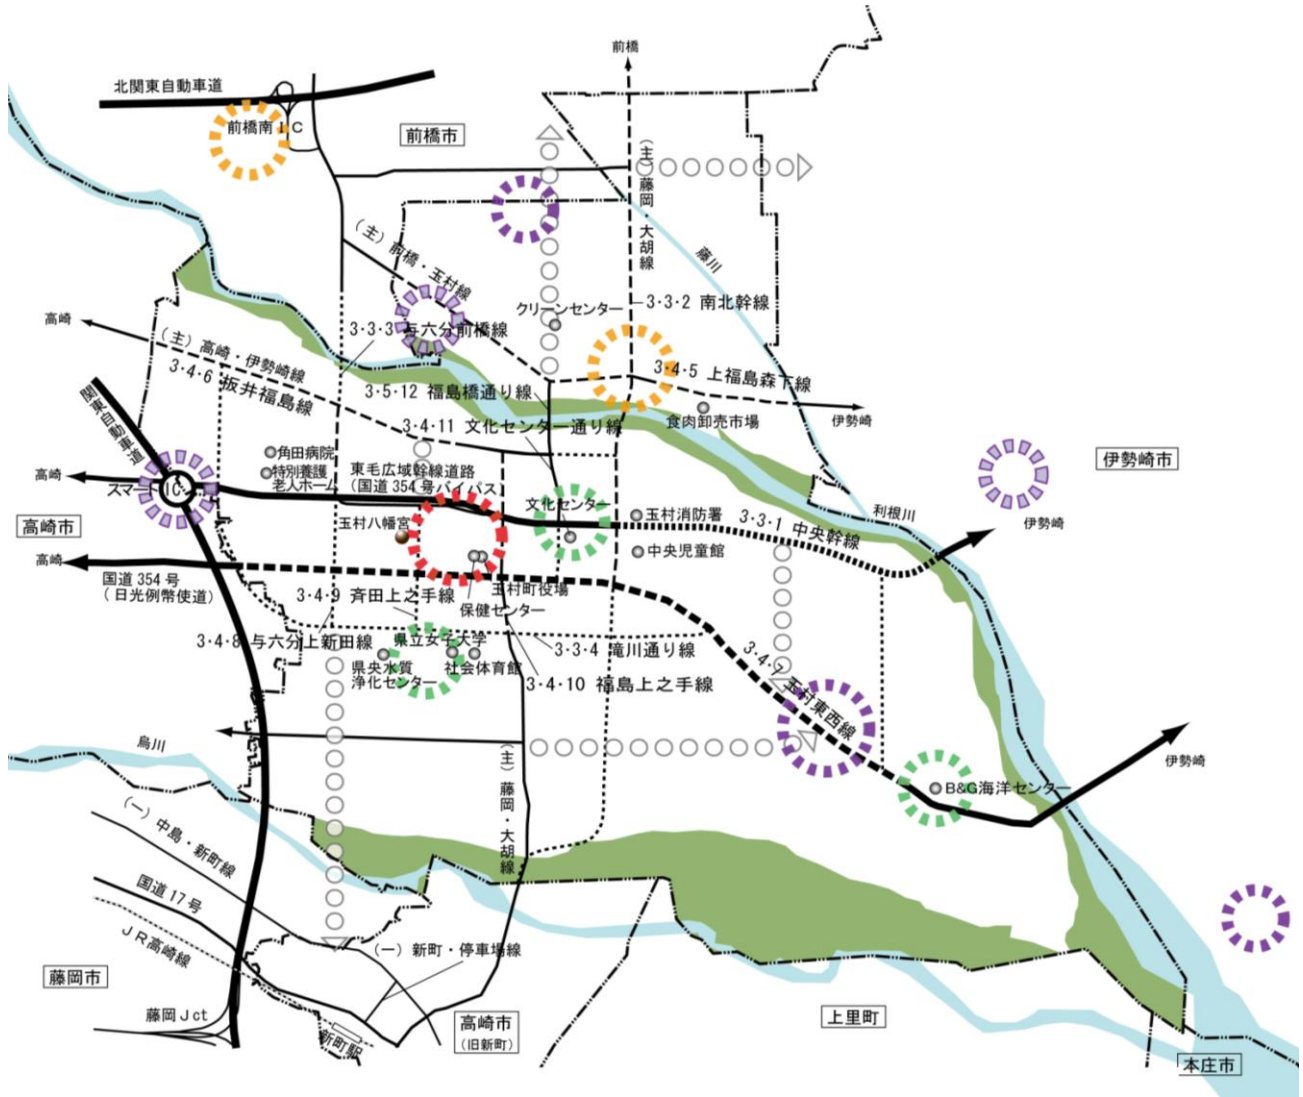 前橋
北関東自動車道
前橋南IC
前橋市
(主)藤岡・大胡線
藤川
(主)前橋・玉村線
クリーンセンター
3・3・2 南北幹線
高崎
3・3・3 与六分前橋線
(主)高崎・伊勢崎線
3・4・6 板井福島線
3・4・5 上福島森下線
3・5・12 福島橋通り線
食肉卸売市場
伊勢崎
関東自動車道
3・4・11 文化センター通り線
角田病院
特別養護
老人ホーム
東毛広域幹線道路
(国道354号バイパス)
伊勢崎市
高崎
スマートIC
文化センター
玉村消防署
利根川
伊勢崎
高崎市
玉村八幡宮
3・3・1 中央幹線
中央児童館
高崎
国道354号
(日光例幣使道)
玉村町役場
保健センター
3・4・9 斉田上之手線
3・4・8 与六分上新田線
県立女子大学
3・3・4 滝川通り線
県央水質
浄化センター
社会体育館
3・4・10 福島上之手線
3・4・7 玉村東西線
烏川
(主)藤岡・大胡線
伊勢崎
B&G海洋センター
(一)中島・新町線
国道17号
JR高崎線
(一)新町・停車場線
藤岡市
藤岡Jct
新町駅
高崎市
(旧新町)
上里町
本庄市